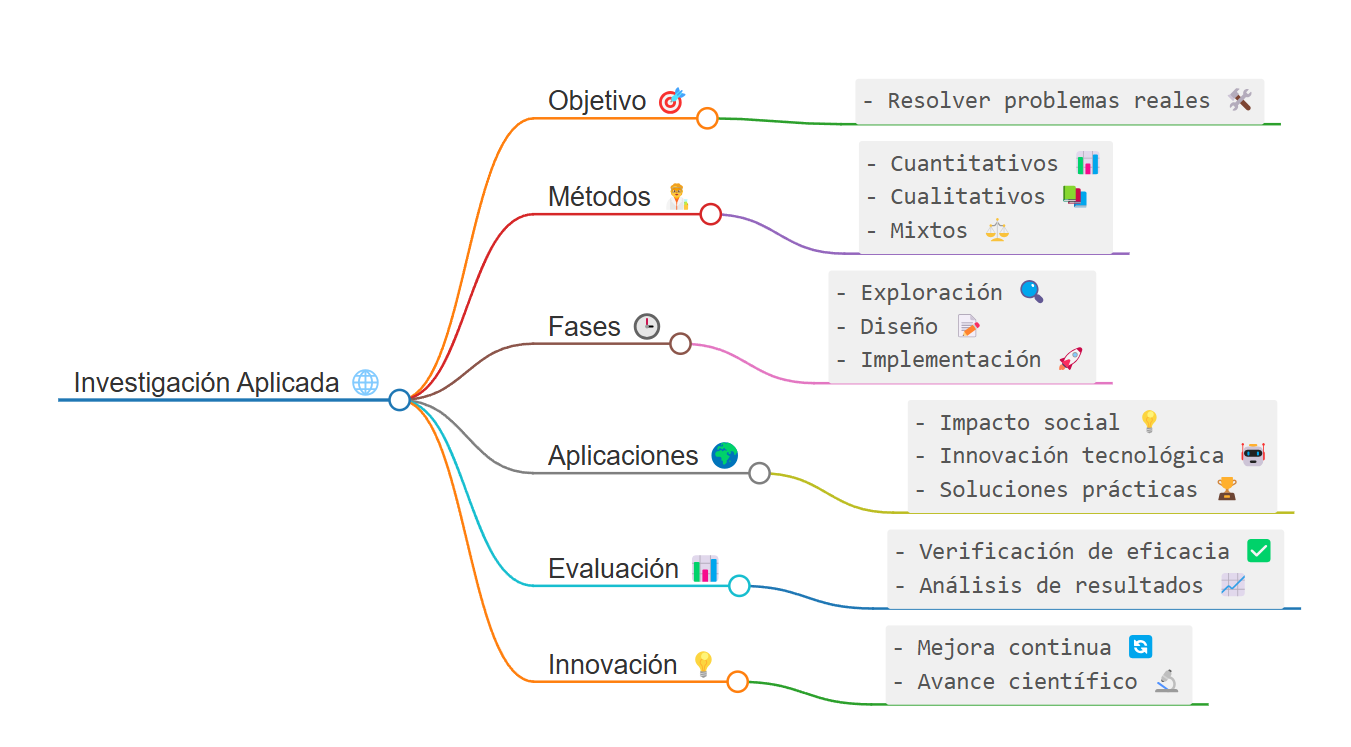 Investigación Aplicada 🌐
Objetivo 🎯
- Resolver problemas reales 🛠️
Métodos 👨‍🔬
- Cuantitativos 📊
- Cualitativos 📚
- Mixtos ⚖️
Fases 🕒
- Exploración 🔍
- Diseño 📝
- Implementación 🚀
Aplicaciones 🌍
- Impacto social 💡
- Innovación tecnológica 🤖
- Soluciones prácticas 🏆
Evaluación 📊
- Verificación de eficacia ✅
- Análisis de resultados 📈
Innovación 💡
- Mejora continua 🔄
- Avance científico 🔬